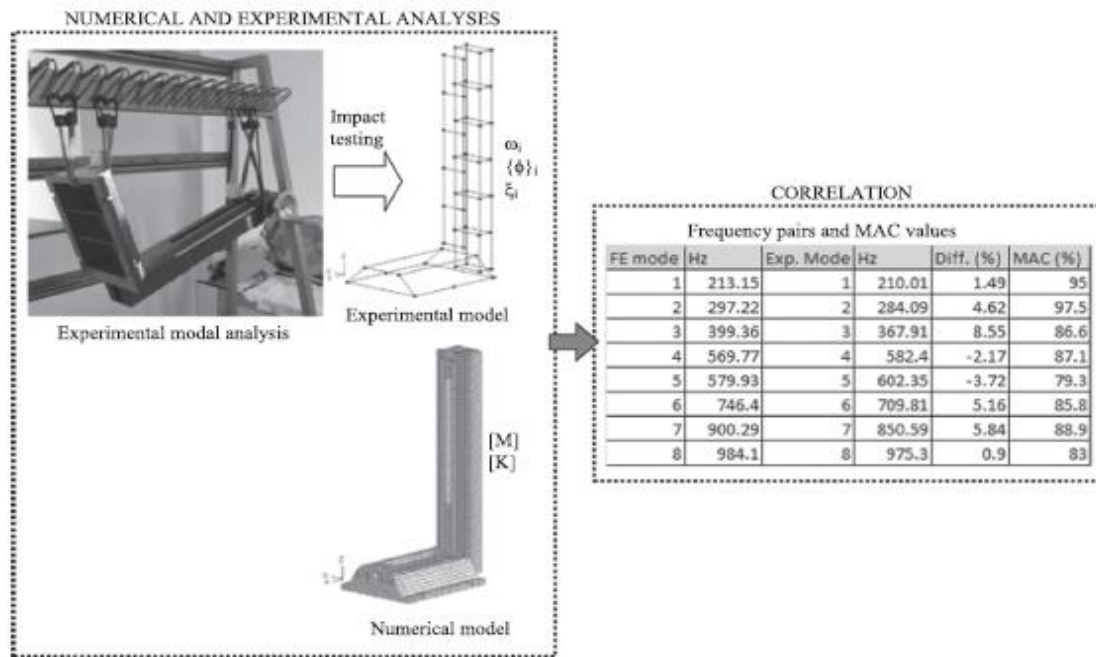 NUMERICAL AND EXPERIMENTAL ANALYSES
Impact
testing
ωᵢ
{ϕ}ᵢ
ξᵢ
Experimental modal analysis
Experimental model
[M]
[K]
Numerical model
CORRELATION
Frequency pairs and MAC values
FE mode Hz Exp. Mode Hz Diff. (%) MAC (%)
1 213.15 1 210.01 1.49 95
2 297.22 2 284.09 4.62 97.5
3 399.36 3 367.91 8.55 86.6
4 569.77 4 582.4 -2.17 87.1
5 579.93 5 602.35 -3.72 79.3
6 746.4 6 709.81 5.16 85.8
7 900.29 7 850.59 5.84 88.9
8 984.1 8 975.3 0.9 83